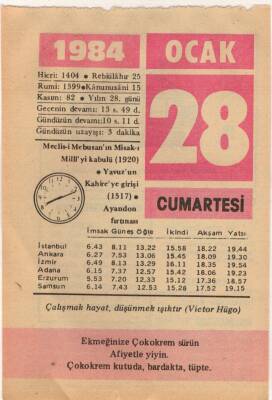 1984
OCAK
Hicrî: 1404 • Rebiülâhır 25
Rumî: 1399•Kânunusâni 15
Kasım: 82 • Yılın 28. günü
Gecenin devamı: 13 s. 49 d.
Gündüzün devamı:10 s. 11 d.
Gündüzün uzayışı: 3 dakika
Meclis-i Mebusan'ın Misak-ı
Millî'yi kabulü (1920)
•
Yavuz'un
Kahire'ye girişi
(1517) •
Ayandon
fırtınası
28
CUMARTESİ
İmsak Güneş Öğle İkindi Akşam Yatsı
İstanbul 6.43 8.11 13.22 15.58 18.22 19.44
Ankara 6.27 7.53 13.06 15.45 18.09 19.30
İzmir 6.49 8.13 13.29 16.11 18.35 19.54
Adana 6.15 7.37 12.57 15.42 18.06 19.23
Erzurum 5.53 7.20 12.33 15.12 17.36 18.57
Samsun 6.14 7.43 12.53 15.28 17.52 19.15
Çalışmak hayat, düşünmek ışıktır (Victor Hügo)
Ekmeğinize Çokokrem sürün
Afiyetle yiyin.
Çokokrem kutuda, bardakta, tüpte.